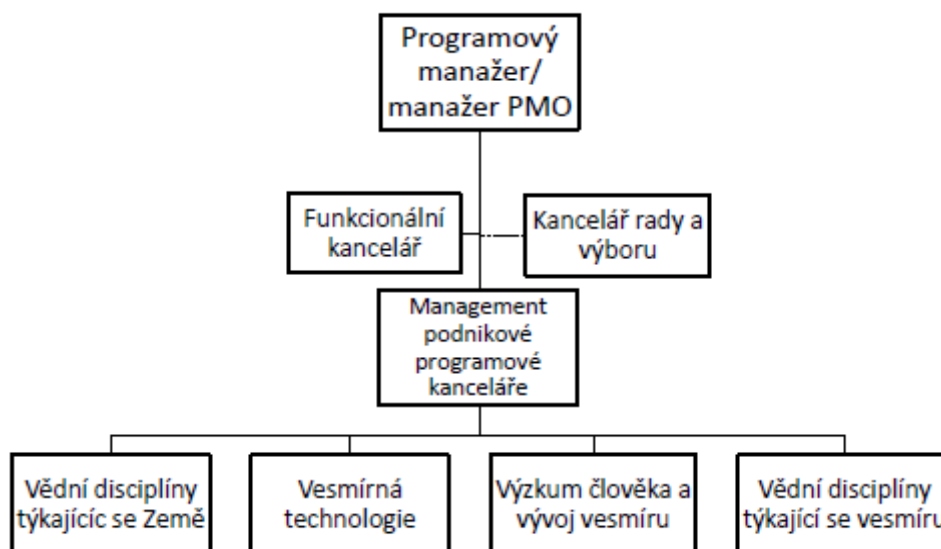 Programový
manažer/
manažer PMO
Funkcionální
kancelář
Kancelář rady a
výboru
Management
podnikové
programové
kanceláře
Vědní disciplíny
týkajícíc se Země
Vesmírná
technologie
Výzkum člověka a
vývoj vesmíru
Vědní disciplíny
týkající se vesmíru